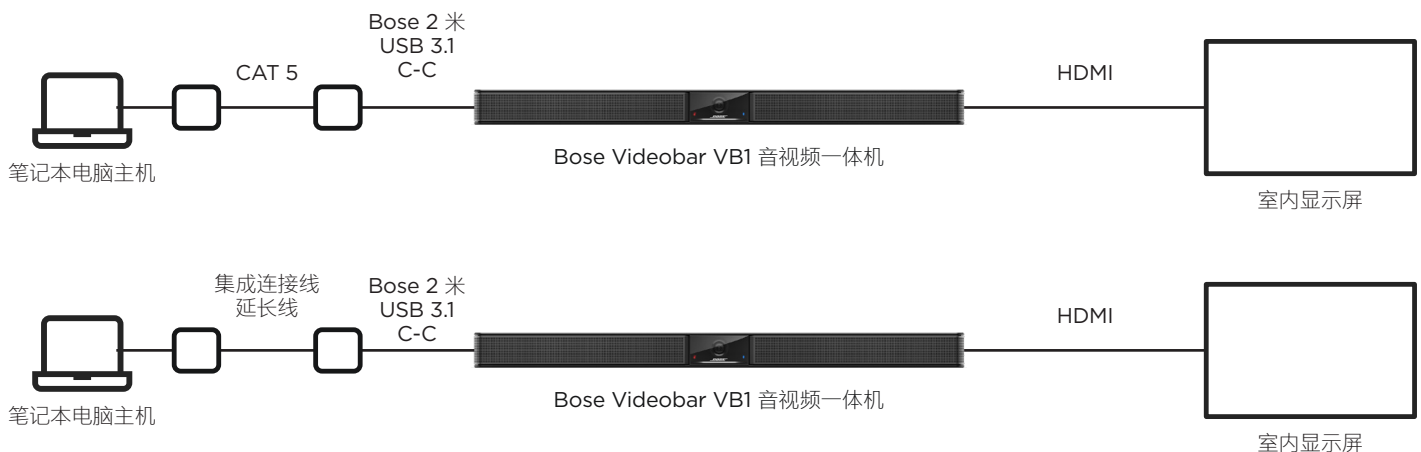 Bose 2 米
USB 3.1
C-C
CAT 5
HDMI
笔记本电脑主机
Bose Videobar VB1 音视频一体机
室内显示屏
集成连接线
延长线
Bose 2 米
USB 3.1
C-C
HDMI
笔记本电脑主机
Bose Videobar VB1 音视频一体机
室内显示屏